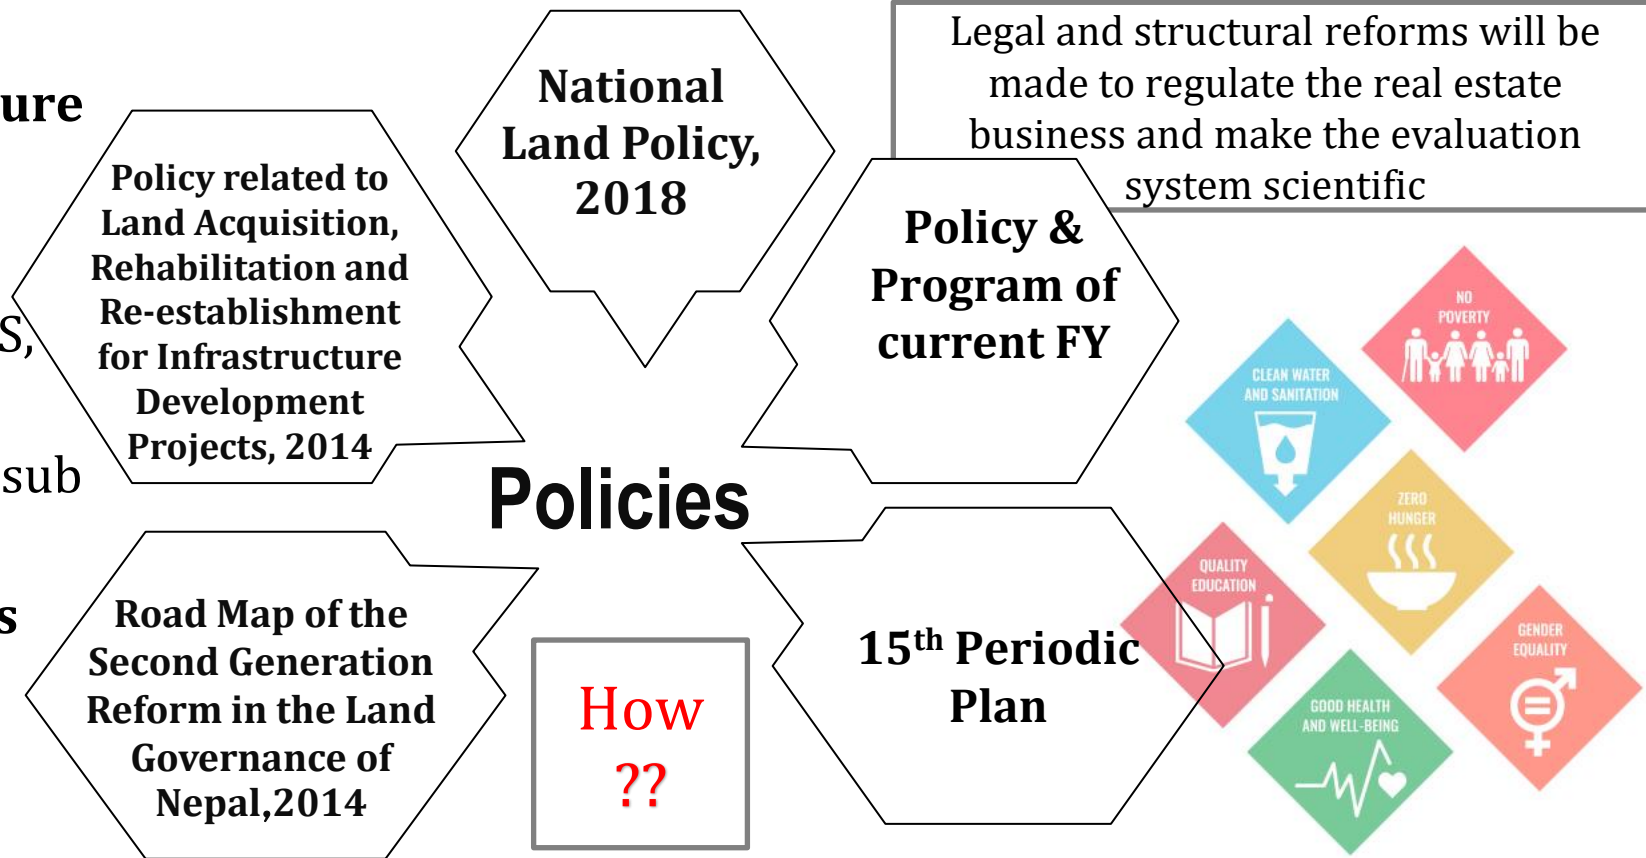 ure
S,
sub
s
Policy related to
Land Acquisition,
Rehabilitation and
Re-establishment
for Infrastructure
Development
Projects, 2014
National
Land Policy,
2018
Legal and structural reforms will be
made to regulate the real estate
business and make the evaluation
system scientific
Policy &
Program of
current FY
Policies
Road Map of the
Second Generation
Reform in the Land
Governance of
Nepal,2014
How
??
15th Periodic
Plan
NO
POVERTY
CLEAN WATER
AND SANITATION
ZERO
HUNGER
QUALITY
EDUCATION
GENDER
EQUALITY
GOOD HEALTH
AND WELL-BEING